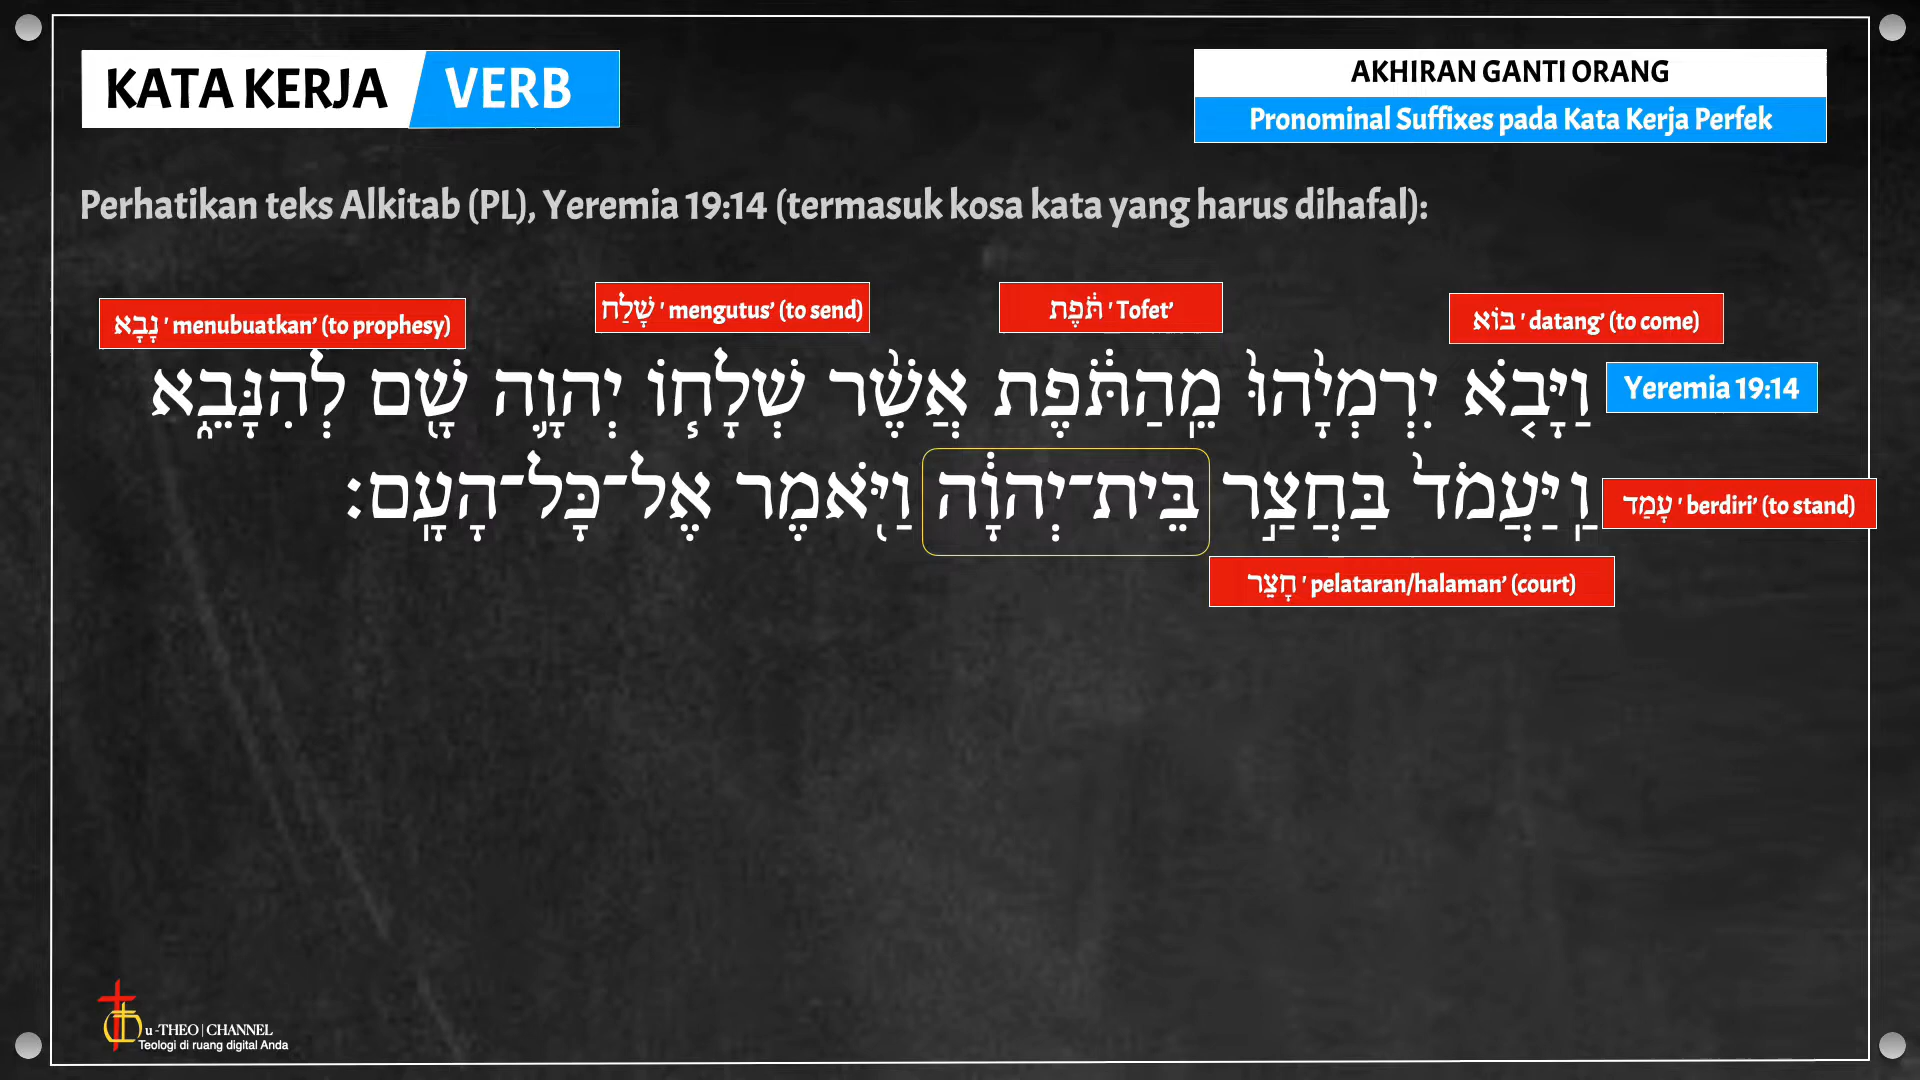 KATA KERJA VERB
AKHIRAN GANTI ORANG
Pronominal Suffixes pada Kata Kerja Perfek
Perhatikan teks Alkitab (PL), Yeremia 19:14 (termasuk kosa kata yang harus dihafal):
נָבָא ' menubuatkan’ (to prophesy)
שָׁלַח ' mengutus’ (to send)
תֹּ֔פֶת ' Tofet’
בּוֹא ' datang’ (to come)
Yeremia 19:14
וַיָּבֹ֤א יִרְמְיָ֙הוּ֙ מֵֽהַתֹּ֔פֶת אֲשֶׁ֨ר שְׁלָח֧וֹ יְהוָ֛ה שָׁ֖ם לְהִנָּבֵ֑א
וַֽיַּעֲמֹד֙ בַּחֲצַ֣ר בֵּית־יְהוָ֔ה וַיֹּ֖אמֶר אֶל־כָּל־הָעָֽם׃
עָמַד ' berdiri’ (to stand)
חָצֵר ' pelataran/halaman’ (court)
u -THEO | CHANNEL
Teologi di ruang digital Anda